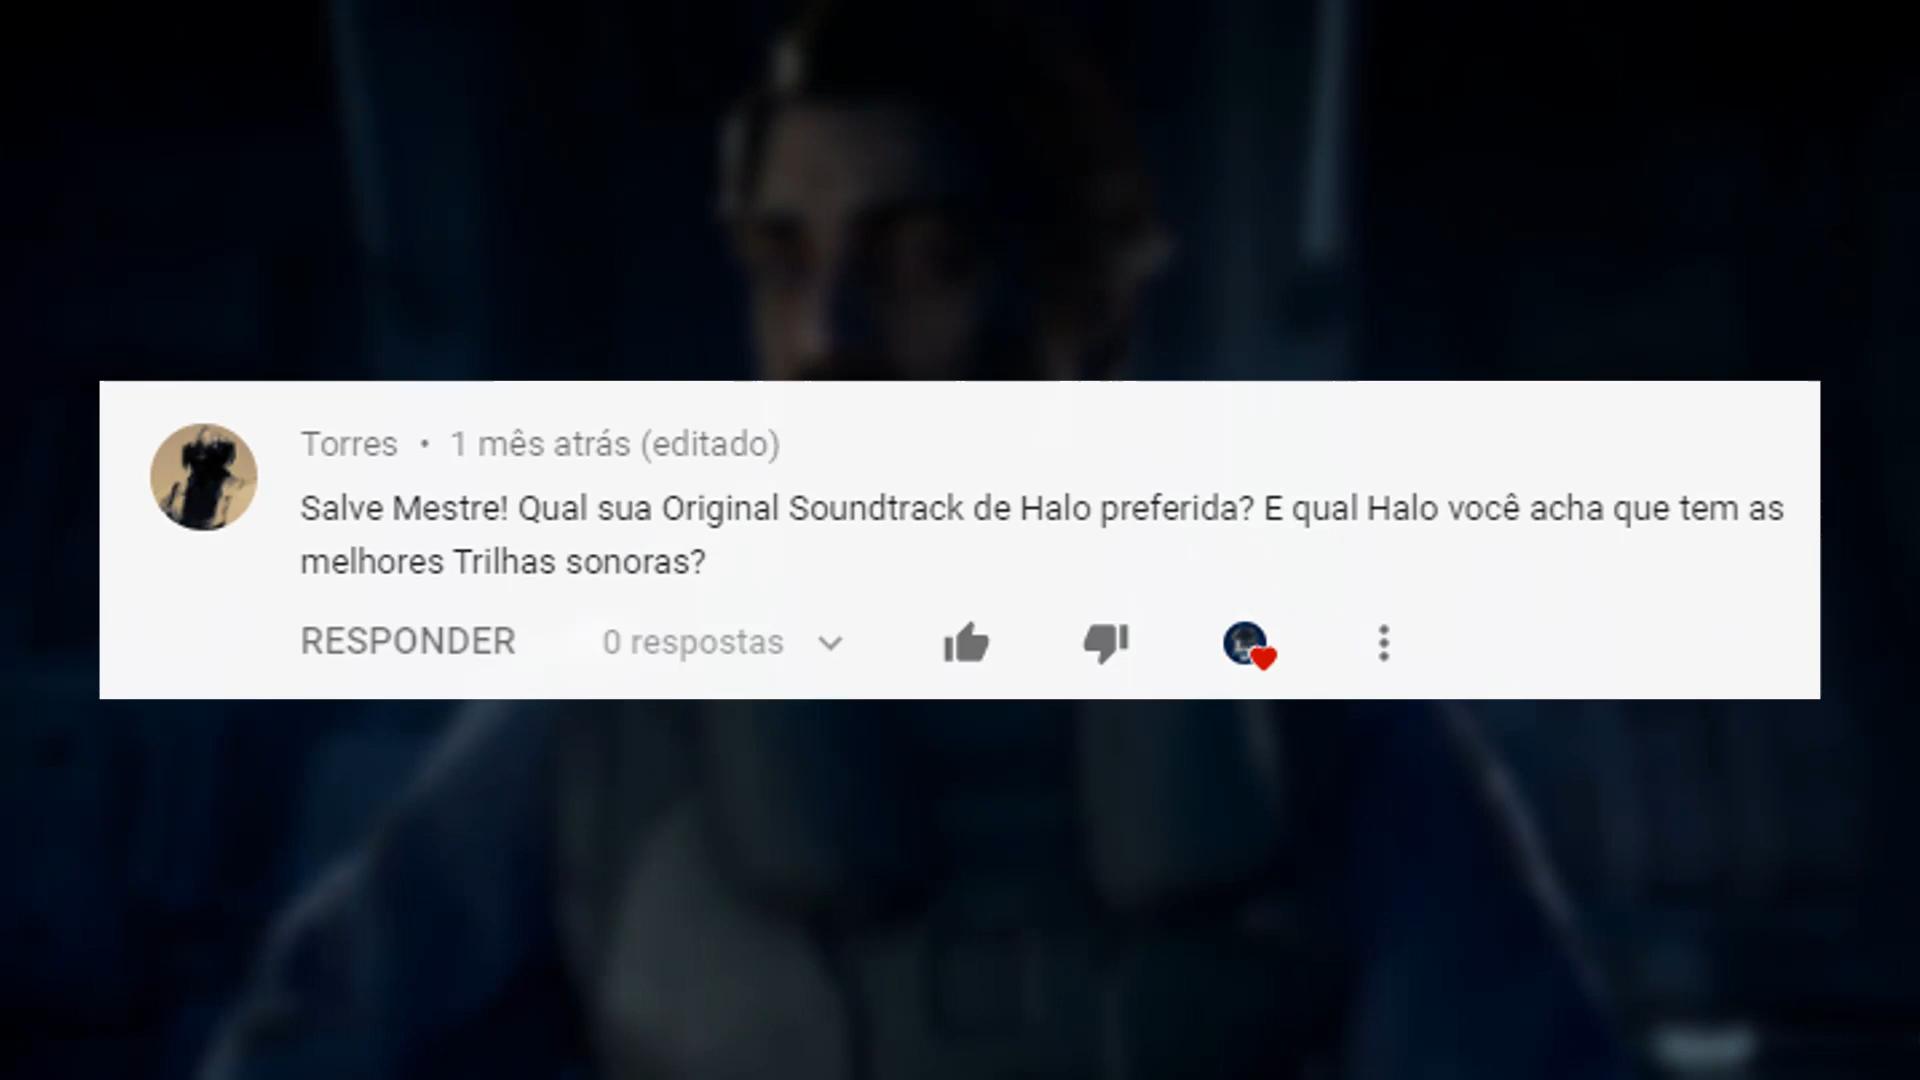 Torres • 1 mês atrás (editado)
Salve Mestre! Qual sua Original Soundtrack de Halo preferida? E qual Halo você acha que tem as
melhores Trilhas sonoras?
RESPONDER 0 respostas